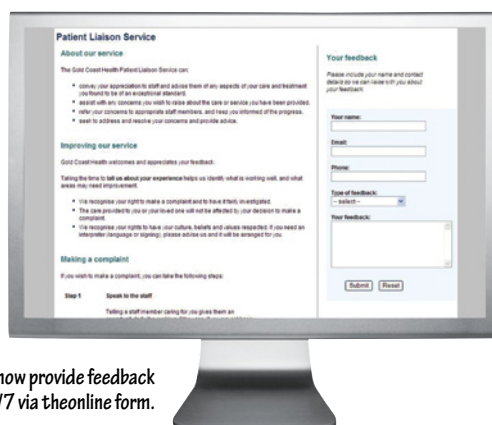 Patient Liaison Service
About our service
The Gold Coast Health Patient Liaison Service can:
convey your appreciation to staff and advise them of any aspects of your care and treatment
you found to be of an exceptional standard.
assist with any concerns you wish to raise about the care or service you have been provided.
refer your concerns to appropriate staff members, and keep you informed of the progress.
seek to address and resolve your concerns and provide advice.
Improving our service
Gold Coast Health welcomes and appreciates your feedback.
Taking the time to tell us about your experience helps us identify what is working well, and what
areas may need improvement.
We recognise your right to make a complaint and to have it fairly investigated.
The care provided to you or your loved one will not be affected by your decision to make a
complaint.
We recognise your rights to have your culture, beliefs and values respected. If you need an
interpreter (language or signing), please advise us and it will be arranged for you.
Making a complaint
If you wish to make a complaint, you can take the following steps:
Step 1 Speak to the staff
Telling a staff member caring for you gives them an
Your feedback
Please include your name and contact
details so we can liaise with you about
your feedback.
Your name:
Email:
Phone:
Type of feedback:
-- select --
Your feedback:
Submit Reset
now provide feedback
/7 via theonline form.